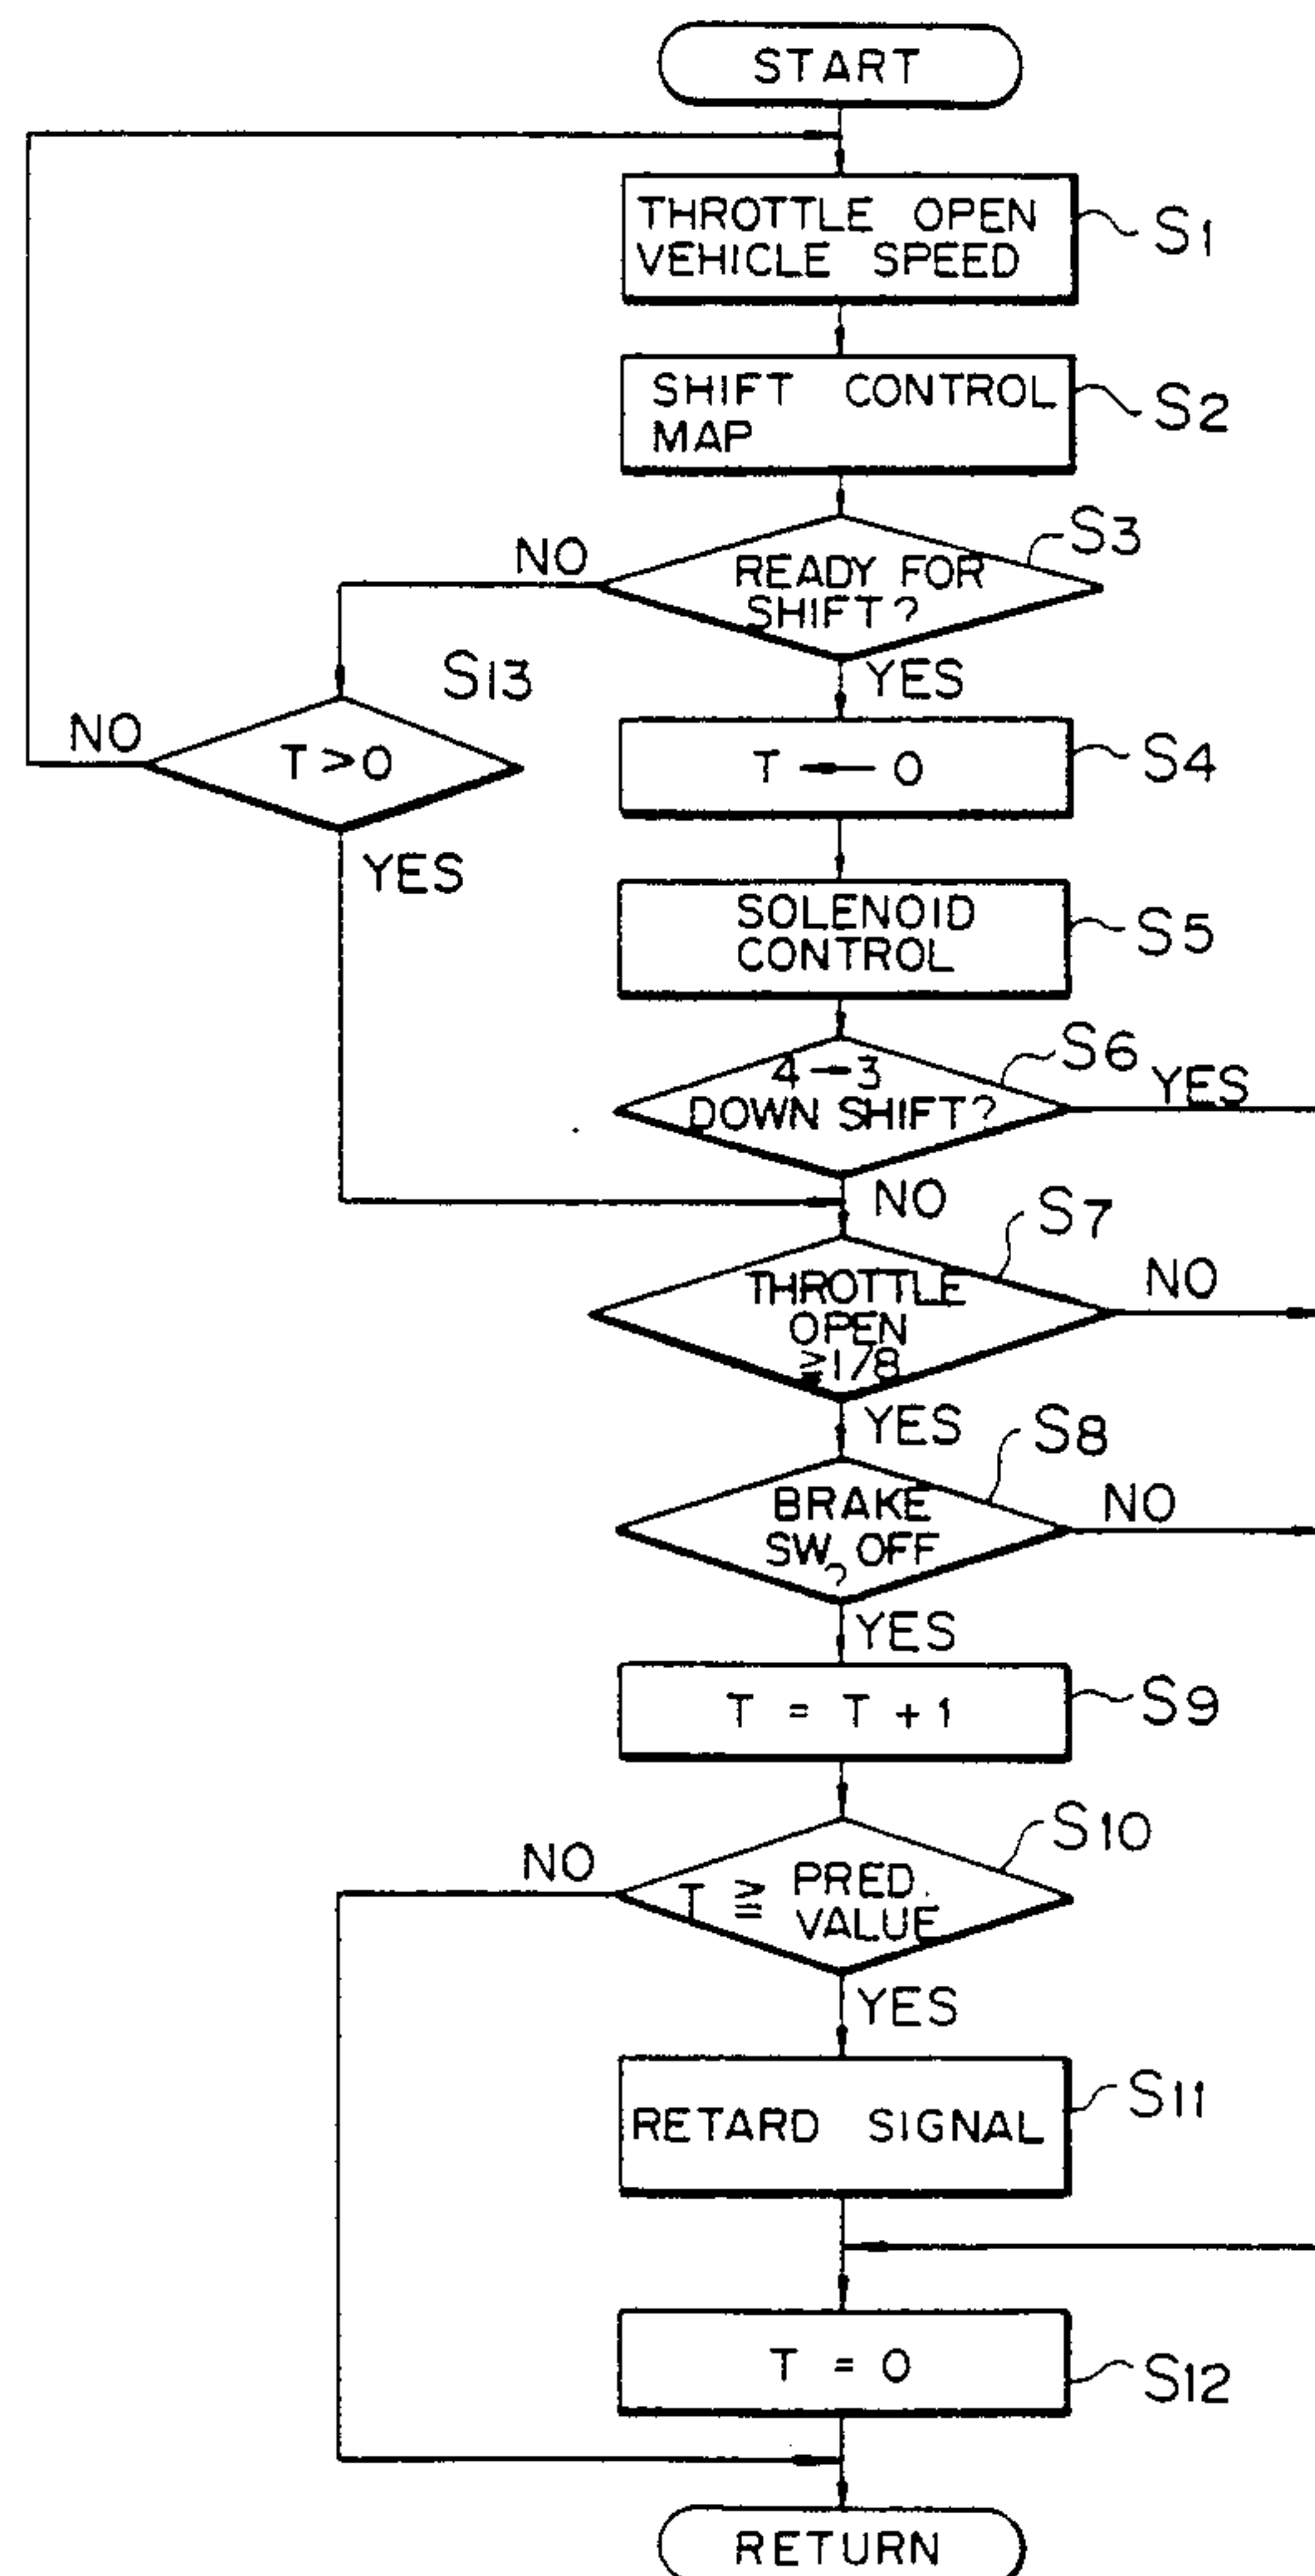 START
THROTTLE OPEN
VEHICLE SPEED
S1
SHIFT CONTROL
MAP
S2
READY FOR
SHIFT?
S3
NO
YES
S13
T>0
NO
YES
T ← 0
S4
SOLENOID
CONTROL
S5
4→3
DOWN SHIFT?
S6
YES
NO
THROTTLE
OPEN
≧1/8
S7
NO
YES
BRAKE
SW OFF
?
S8
NO
YES
T = T + 1
S9
T ≧ PRED.
VALUE
S10
NO
YES
RETARD SIGNAL
S11
T = 0
S12
RETURN